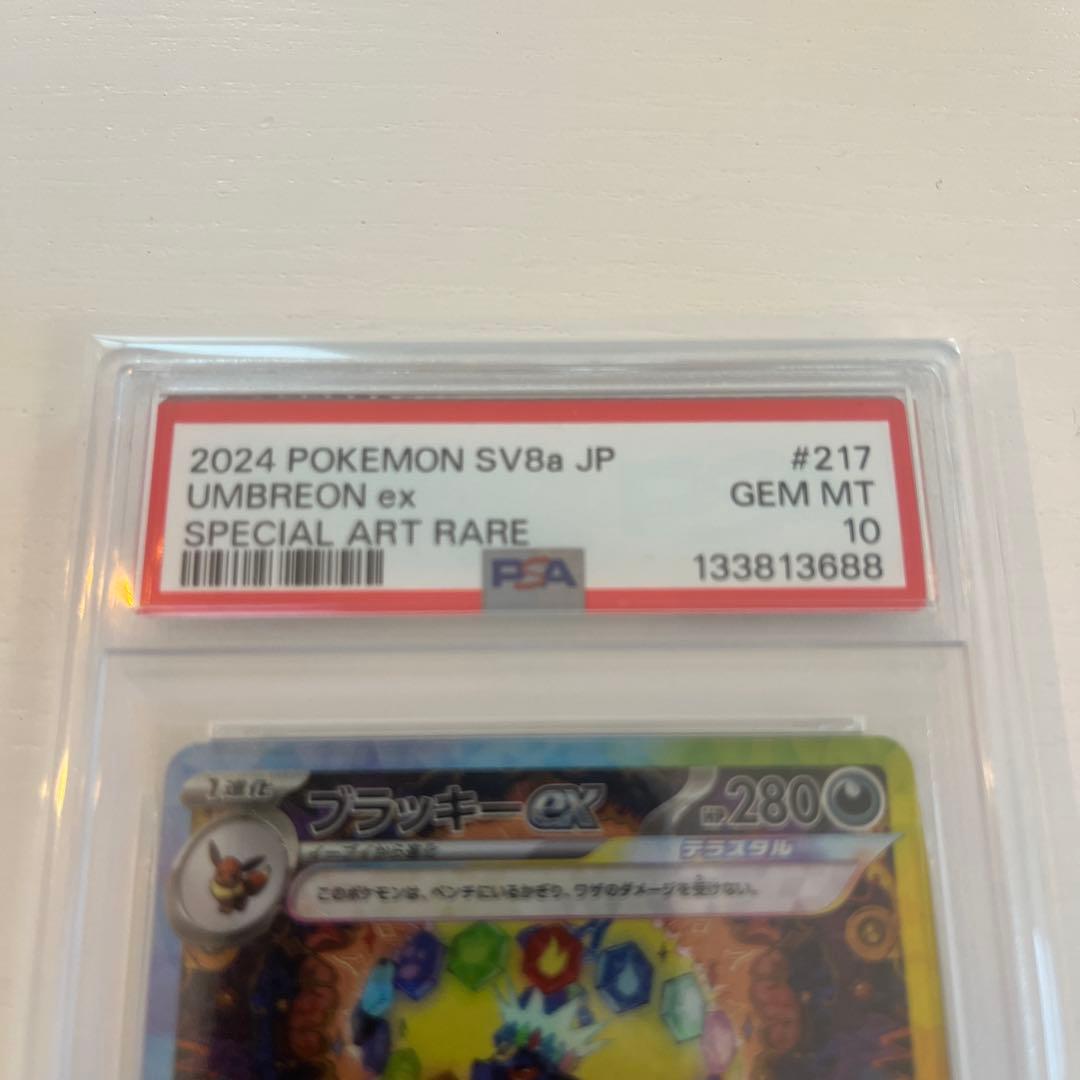 2024 POKEMON SV8a JP #217
UMBREON ex GEM MT
SPECIAL ART RARE 10
PSA 133813688
1進化 ブラッキーex HP280
イーブイから進化 テラスタル
このポケモンは、ベンチにいるかぎり、ワザのダメージを受けない。